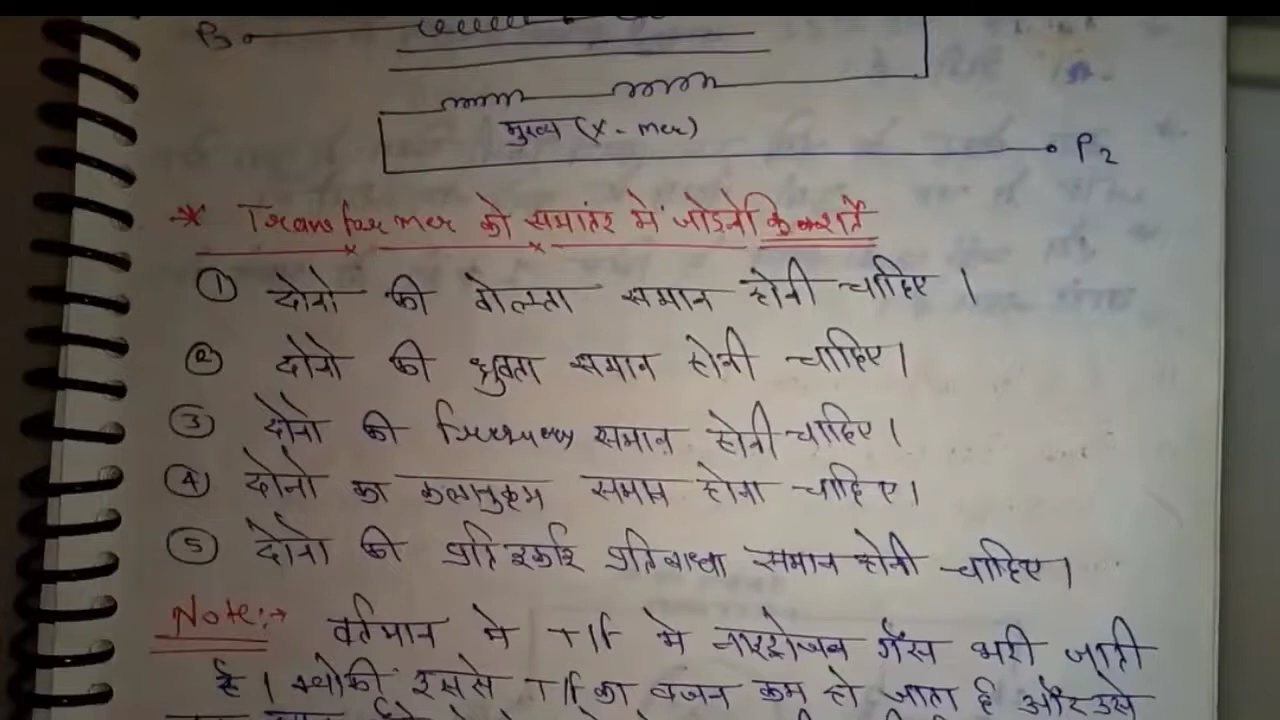 P3
मुख्य (X-mer)
P2
* Transformer को समांतर में जोडने कि शर्ते
① दोनो की वोल्टता समान होनी चाहिए।
② दोनो की ध्रुवता समान होनी चाहिए।
③ दोनो की frequency समान होनी चाहिए।
④ दोनो का कलानुक्रम समान होना चाहिए।
⑤ दोनो की प्रति इकाई प्रतिबाधा समान होनी चाहिए।
Note:→ वर्तमान मे T/F मे नाइट्रोजन गैस भरी जाती
है। क्योकी इससे T/F का वजन कम हो जाता है और उसे